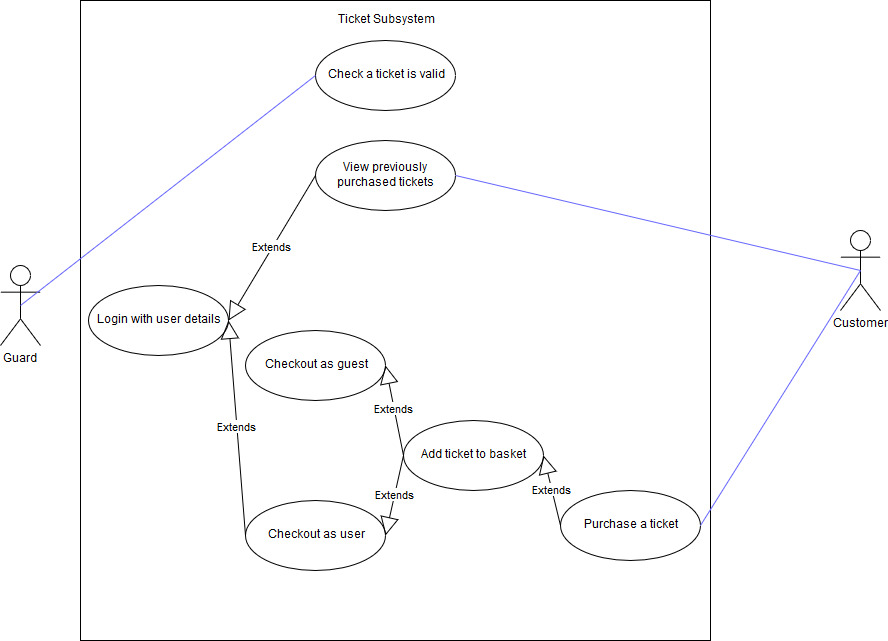 Ticket Subsystem
Check a ticket is valid
View previously
purchased tickets
Extends
Login with user details
Guard
Customer
Checkout as guest
Extends
Extends
Add ticket to basket
Extends
Extends
Purchase a ticket
Checkout as user